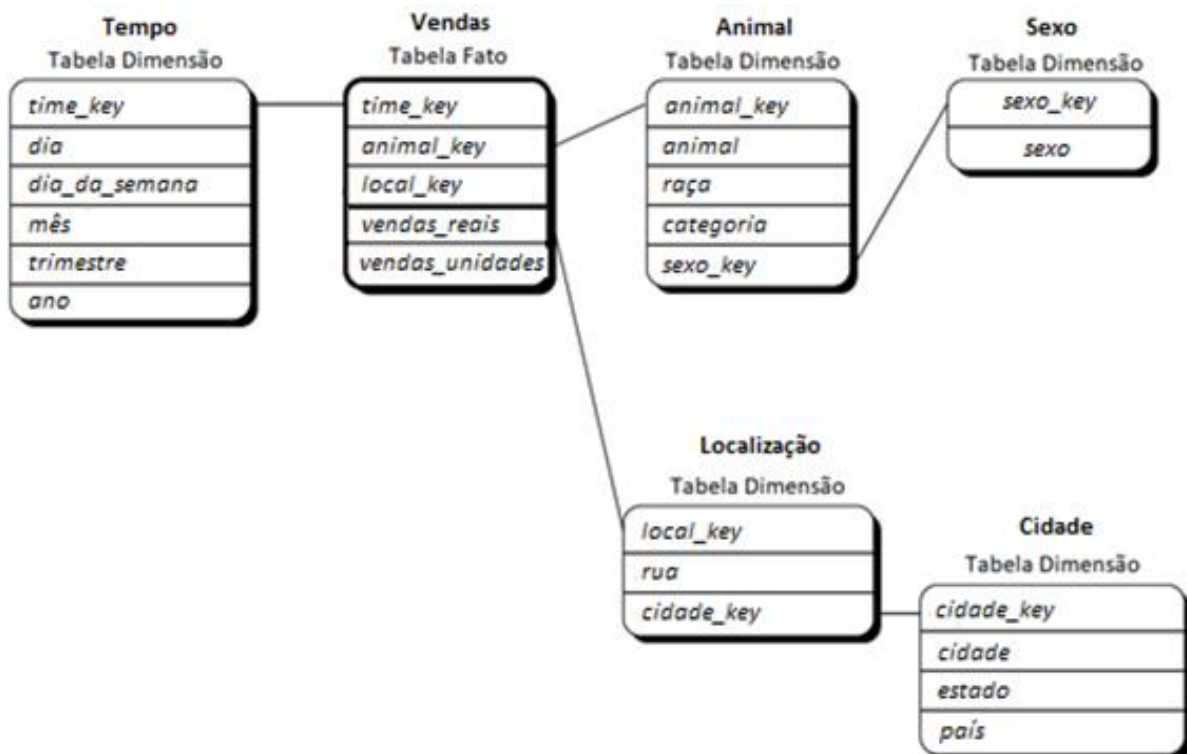 Tempo
Tabela Dimensão
time_key
dia
dia_da_semana
mês
trimestre
ano
Vendas
Tabela Fato
time_key
animal_key
local_key
vendas_reais
vendas_unidades
Animal
Tabela Dimensão
animal_key
animal
raça
categoria
sexo_key
Sexo
Tabela Dimensão
sexo_key
sexo
Localização
Tabela Dimensão
local_key
rua
cidade_key
Cidade
Tabela Dimensão
cidade_key
cidade
estado
país